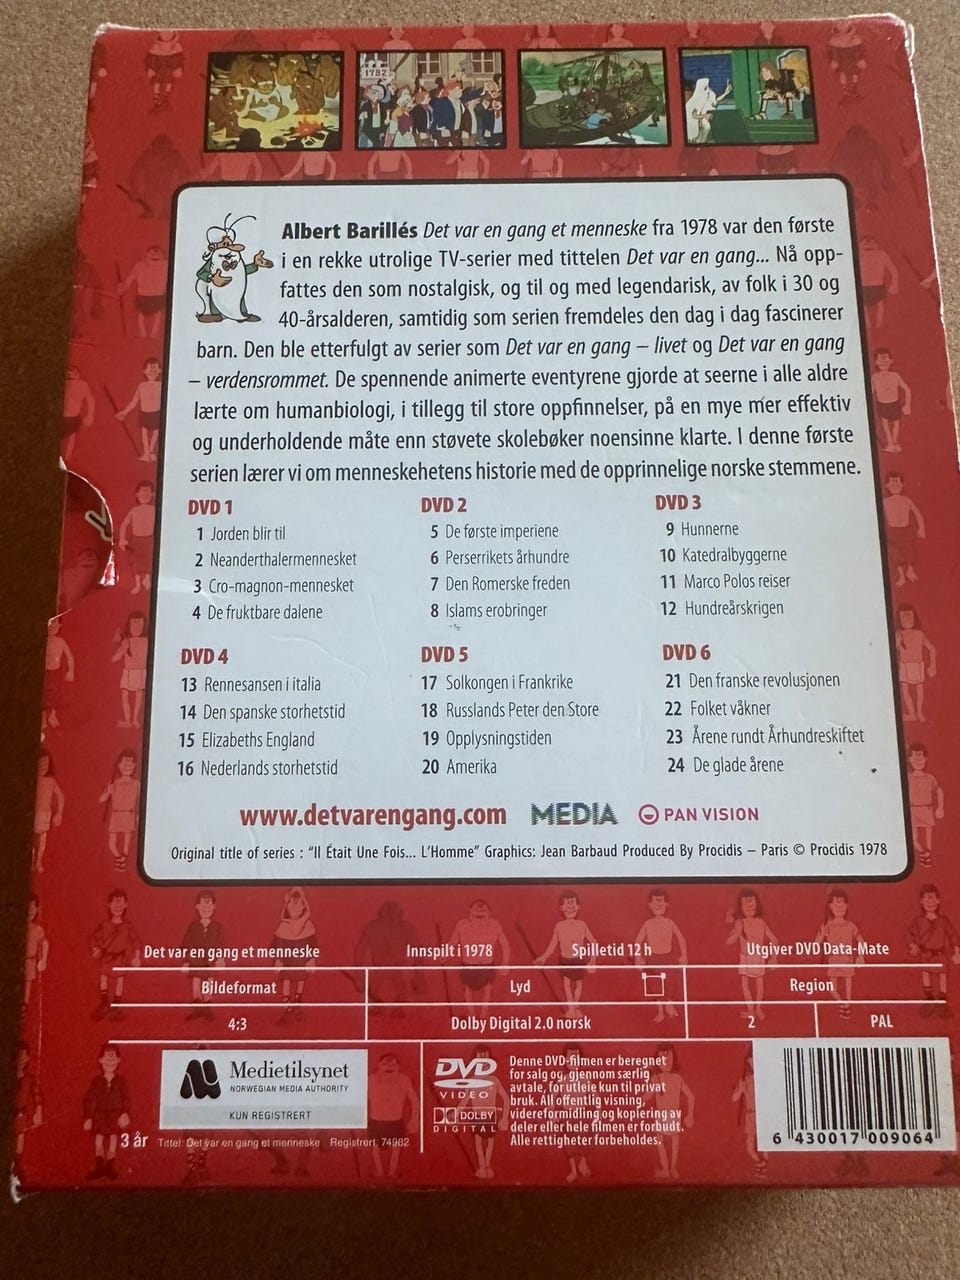 1792
Albert Barillés Det var en gang et menneske fra 1978 var den første
i en rekke utrolige TV-serier med tittelen Det var en gang... Nå opp-
fattes den som nostalgisk, og til og med legendarisk, av folk i 30 og
40-årsalderen, samtidig som serien fremdeles den dag i dag fascinerer
barn. Den ble etterfulgt av serier som Det var en gang – livet og Det var en gang
– verdensrommet. De spennende animerte eventyrene gjorde at seerne i alle aldre
lærte om humanbiologi, i tillegg til store oppfinnelser, på en mye mer effektiv
og underholdende måte enn støvete skolebøker noensinne klarte. I denne første
serien lærer vi om menneskehetens historie med de opprinnelige norske stemmene.
DVD 1
1 Jorden blir til
2 Neanderthalermennesket
3 Cro-magnon-mennesket
4 De fruktbare dalene
DVD 2
5 De første imperiene
6 Perserrikets århundre
7 Den Romerske freden
8 Islams erobringer
DVD 3
9 Hunnerne
10 Katedralbyggerne
11 Marco Polos reiser
12 Hundreårskrigen
DVD 4
13 Rennesansen i italia
14 Den spanske storhetstid
15 Elizabeths England
16 Nederlands storhetstid
DVD 5
17 Solkongen i Frankrike
18 Russlands Peter den Store
19 Opplysningstiden
20 Amerika
DVD 6
21 Den franske revolusjonen
22 Folket våkner
23 Årene rundt Århundreskiftet
24 De glade årene
www.detvarengang.com MEDIA PAN VISION
Original title of series : "Il Était Une Fois... L'Homme" Graphics: Jean Barbaud Produced By Procidis – Paris © Procidis 1978
Det var en gang et menneske Innspilt i 1978 Spilletid 12 h Utgiver DVD Data-Mate
Bildeformat Lyd Region
4:3 Dolby Digital 2.0 norsk 2 PAL
Medietilsynet
NORWEGIAN MEDIA AUTHORITY
KUN REGISTRERT
3 år Tittel: Det var en gang et menneske Registrert: 74982
DVD
VIDEO
DOLBY
DIGITAL
Denne DVD-filmen er beregnet
for salg og, gjennom særlig
avtale, for utleie kun til privat
bruk. All offentlig visning,
videreformidling og kopiering av
deler eller hele filmen er forbudt.
Alle rettigheter forbeholdes.
6 430017 009064